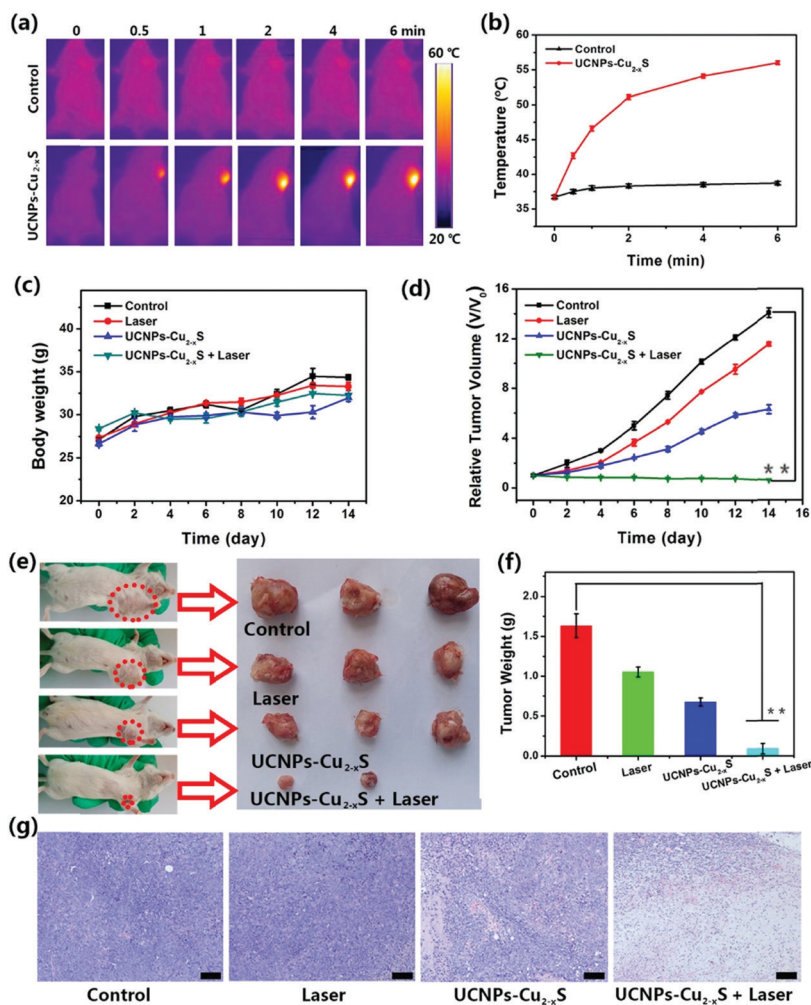 (a)
0 0.5 1 2 4 6 min
Control
UCNPs-Cu2-xS
60 ℃
20 ℃
(b)
Control
UCNPs-Cu2-xS
Temperature (°C)
60
55
50
45
40
35
0 2 4 6
Time (min)
(c)
Control
Laser
UCNPs-Cu2-xS
UCNPs-Cu2-xS + Laser
Body weight (g)
40
35
30
25
20
0 2 4 6 8 10 12 14
Time (day)
(d)
Control
Laser
UCNPs-Cu2-xS
UCNPs-Cu2-xS + Laser
Relative Tumor Volume (V/V0)
16
12
8
4
0
**
0 2 4 6 8 10 12 14 16
Time (day)
(e)
Control
Laser
UCNPs-Cu2-xS
UCNPs-Cu2-xS + Laser
(f)
Tumor Weight (g)
2.0
1.5
1.0
0.5
0.0
**
Control Laser UCNPs-Cu2-xS UCNPs-Cu2-xS + Laser
(g)
Control Laser UCNPs-Cu2-xS UCNPs-Cu2-xS + Laser